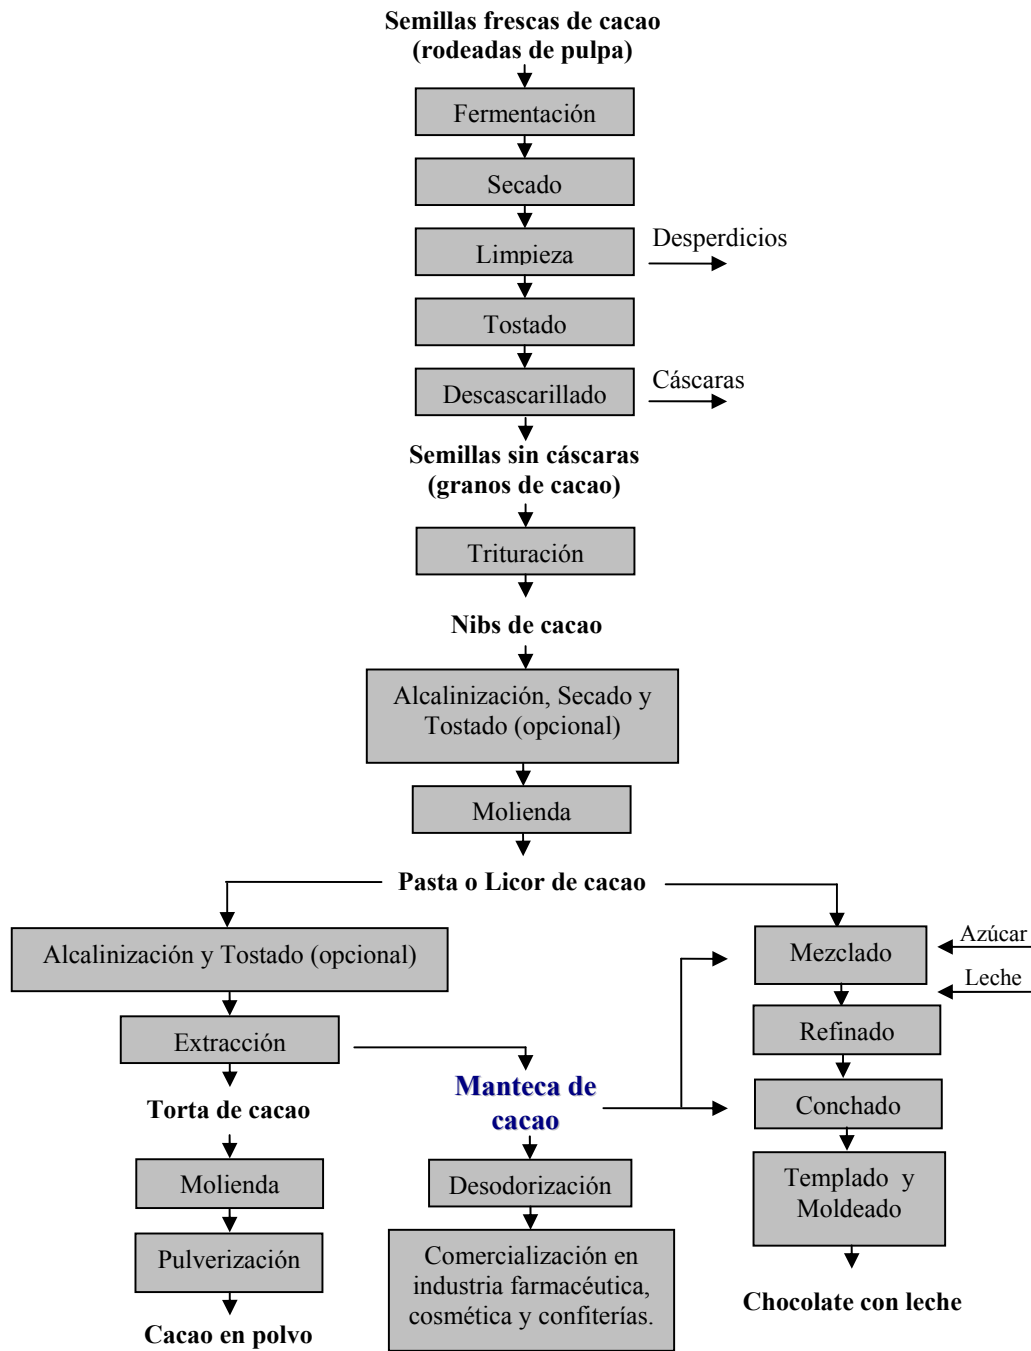 Semillas frescas de cacao
(rodeadas de pulpa)
Fermentación
Secado
Limpieza
Desperdicios
Tostado
Descascarillado
Cáscaras
Semillas sin cáscaras
(granos de cacao)
Trituración
Nibs de cacao
Alcalinización, Secado y
Tostado (opcional)
Molienda
Pasta o Licor de cacao
Alcalinización y Tostado (opcional)
Extracción
Torta de cacao
Molienda
Pulverización
Cacao en polvo
Manteca de
cacao
Desodorización
Comercialización en
industria farmacéutica,
cosmética y confiterías.
Mezclado
Azúcar
Leche
Refinado
Conchado
Templado y
Moldeado
Chocolate con leche